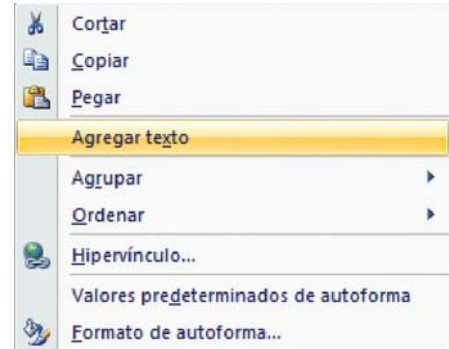 Cortar
Copiar
Pegar
Agregar texto
Agrupar
Ordenar
Hipervínculo...
Valores predeterminados de autoforma
Formato de autoforma...